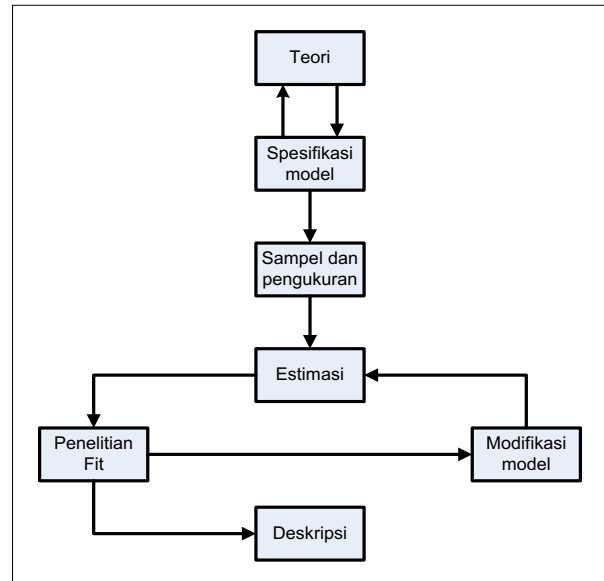 Teori
Spesifikasi
model
Sampel dan
pengukuran
Estimasi
Penelitian
Fit
Modifikasi
model
Deskripsi